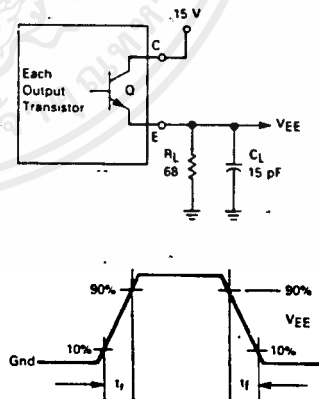 15 V
C
Each
Output
Transistor
Q
E
VEE
RL
68
CL
15 pF
90%
90%
VEE
10%
10%
Gnd
tr
tf